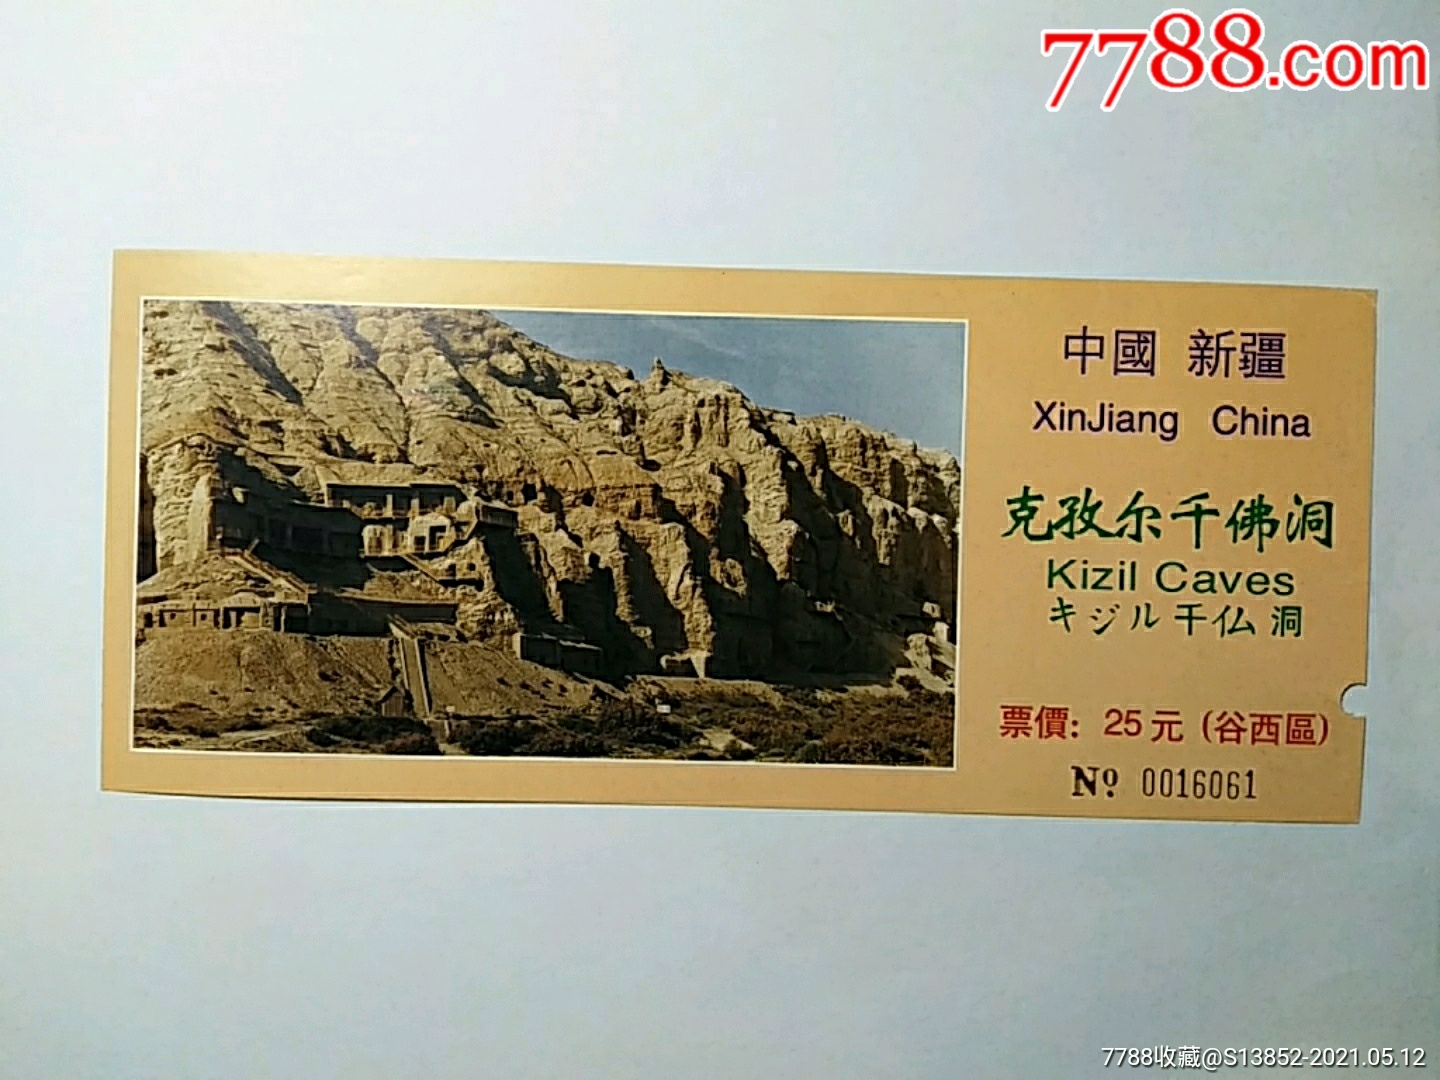 7788.com
中國 新疆
XinJiang China
克孜尔千佛洞
Kizil Caves
キジル千仏洞
票價: 25元 (谷西區)
Nº 0016061
7788收藏@S13852-2021.05.12